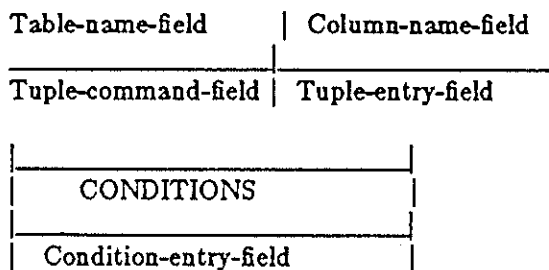 Table-name-field | Column-name-field
Tuple-command-field | Tuple-entry-field
CONDITIONS
Condition-entry-field